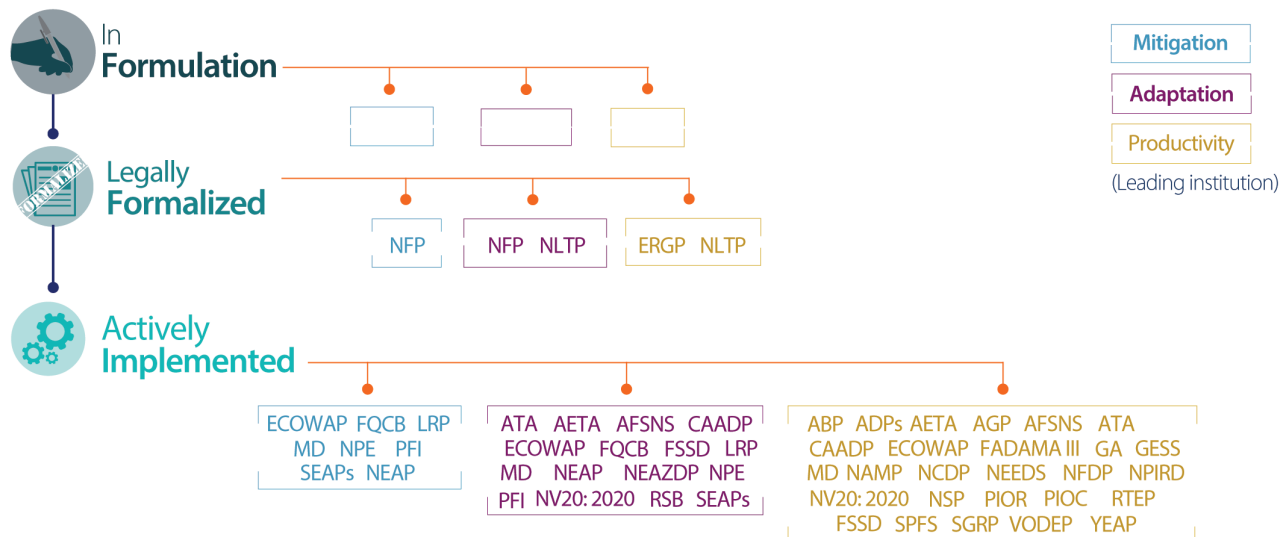 In
Formulation
Mitigation
Adaptation
Productivity
(Leading institution)
FORMALIZE
Legally
Formalized
NFP
NFP NLTP
ERGP NLTP
Actively
Implemented
ECOWAP FQCB LRP
MD NPE PFI
SEAPs NEAP
ATA AETA AFSNS CAADP
ECOWAP FQCB FSSD LRP
MD NEAP NEAZDP NPE
PFI NV20: 2020 RSB SEAPs
ABP ADPs AETA AGP AFSNS ATA
CAADP ECOWAP FADAMA III GA GESS
MD NAMP NCDP NEEDS NFDP NPIRD
NV20: 2020 NSP PIOR PIOC RTEP
FSSD SPFS SGRP VODEP YEAP